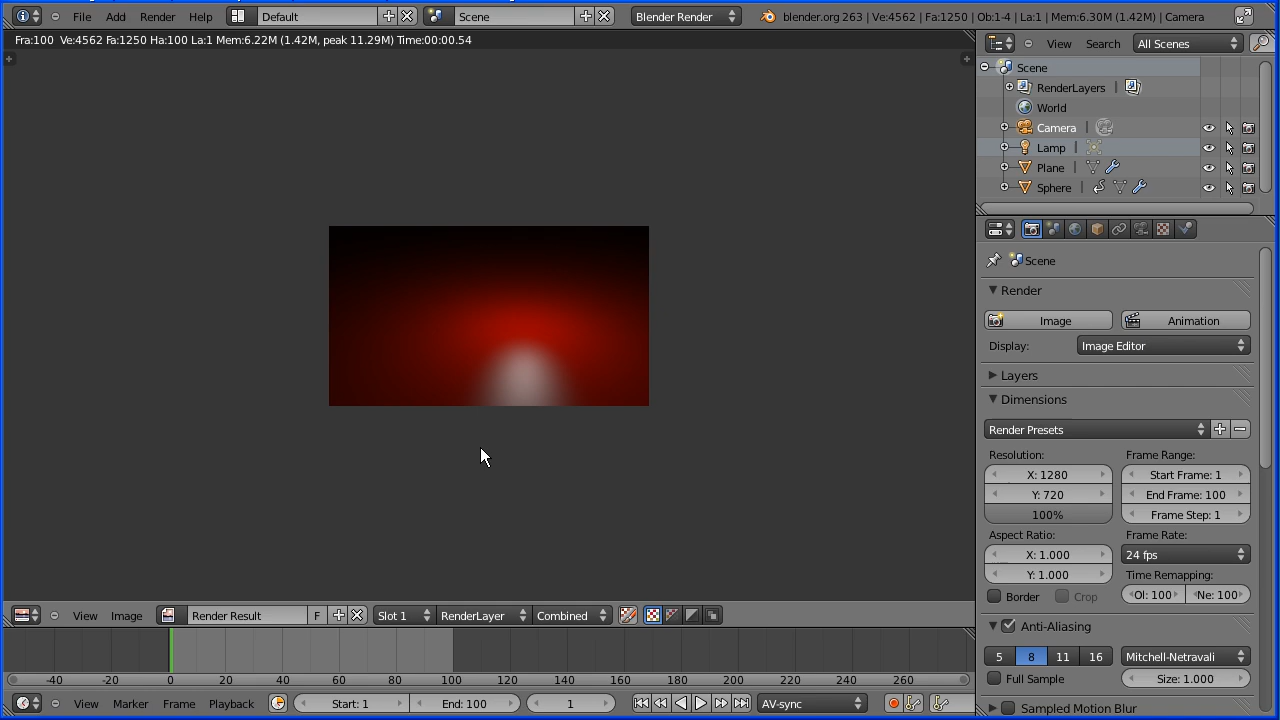 File Add Render Help Default Scene Blender Render blender.org 263 | Ve:4562 | Fa:1250 | Ob:1-4 | La:1 | Mem:6.30M (1.42M) | Camera
Fra:100 Ve:4562 Fa:1250 Ha:100 La:1 Mem:6.22M (1.42M, peak 11.29M) Time:00:00.54
View Search All Scenes
Scene
RenderLayers
World
Camera
Lamp
Plane
Sphere
Scene
Render
Image Animation
Display: Image Editor
Layers
Dimensions
Render Presets
Resolution: Frame Range:
X: 1280 Start Frame: 1
Y: 720 End Frame: 100
100% Frame Step: 1
Aspect Ratio: Frame Rate:
X: 1.000 24 fps
Y: 1.000 Time Remapping:
Border Crop Ol: 100 Ne: 100
Anti-Aliasing
5 8 11 16 Mitchell-Netravali
Full Sample Size: 1.000
Sampled Motion Blur
View Image Render Result F Slot 1 RenderLayer Combined
-40 -20 0 20 40 60 80 100 120 140 160 180 200 220 240 260
View Marker Frame Playback Start: 1 End: 100 1 AV-sync